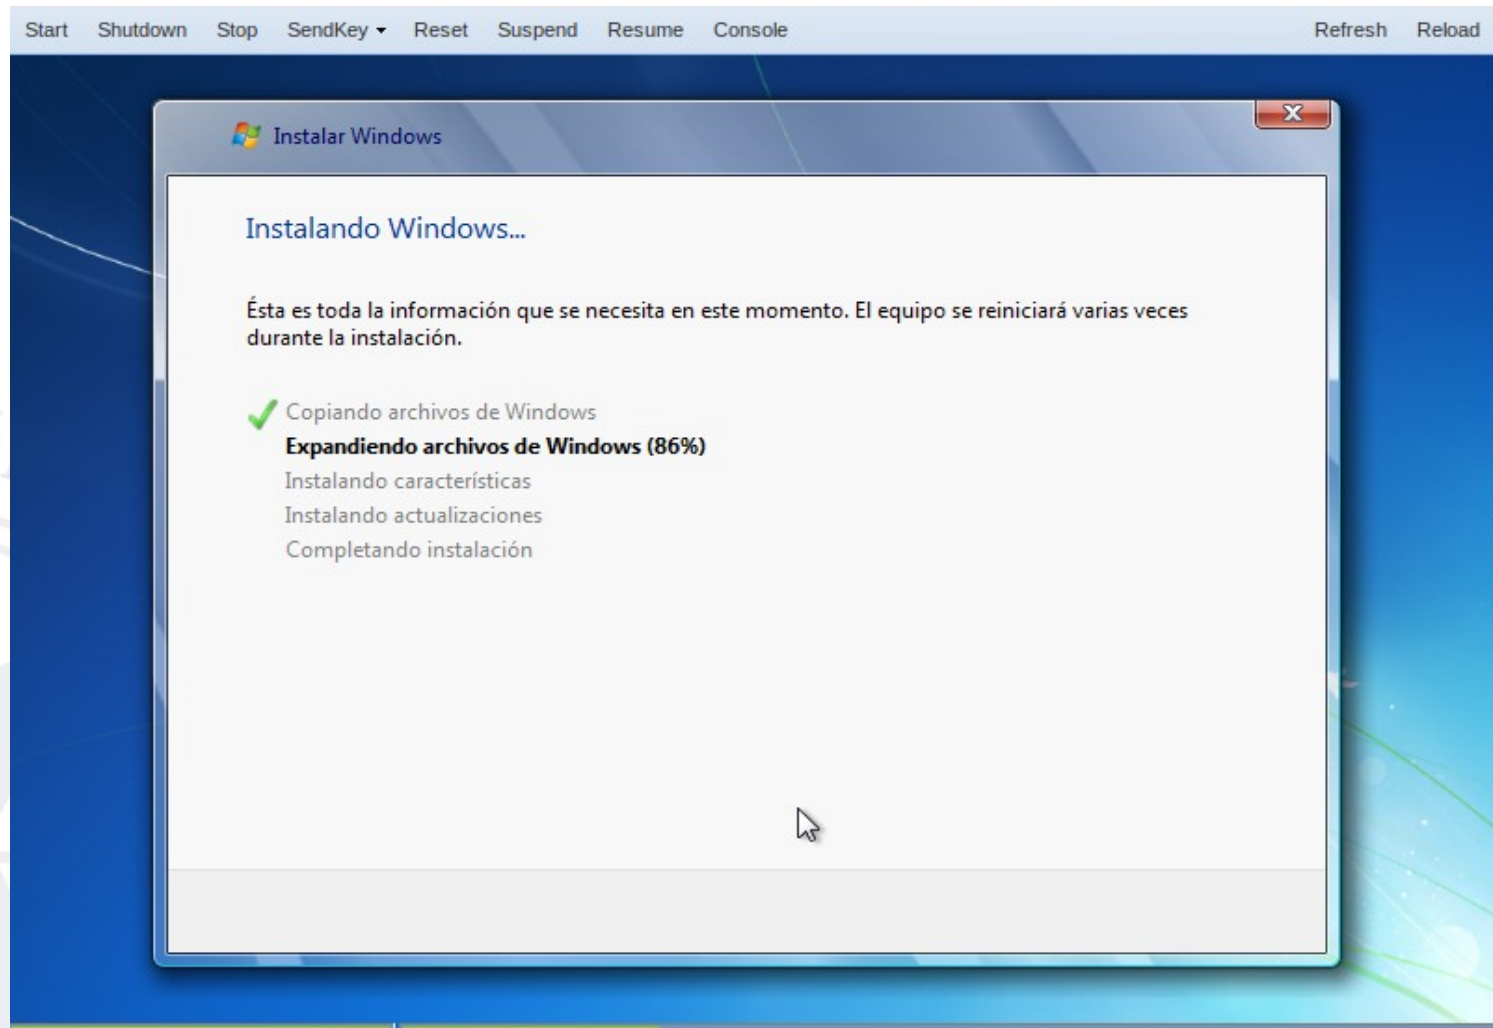 Start Shutdown Stop SendKey Reset Suspend Resume Console Refresh Reload
Instalar Windows
Instalando Windows...
Ésta es toda la información que se necesita en este momento. El equipo se reiniciará varias veces
durante la instalación.
Copiando archivos de Windows
Expandiendo archivos de Windows (86%)
Instalando características
Instalando actualizaciones
Completando instalación